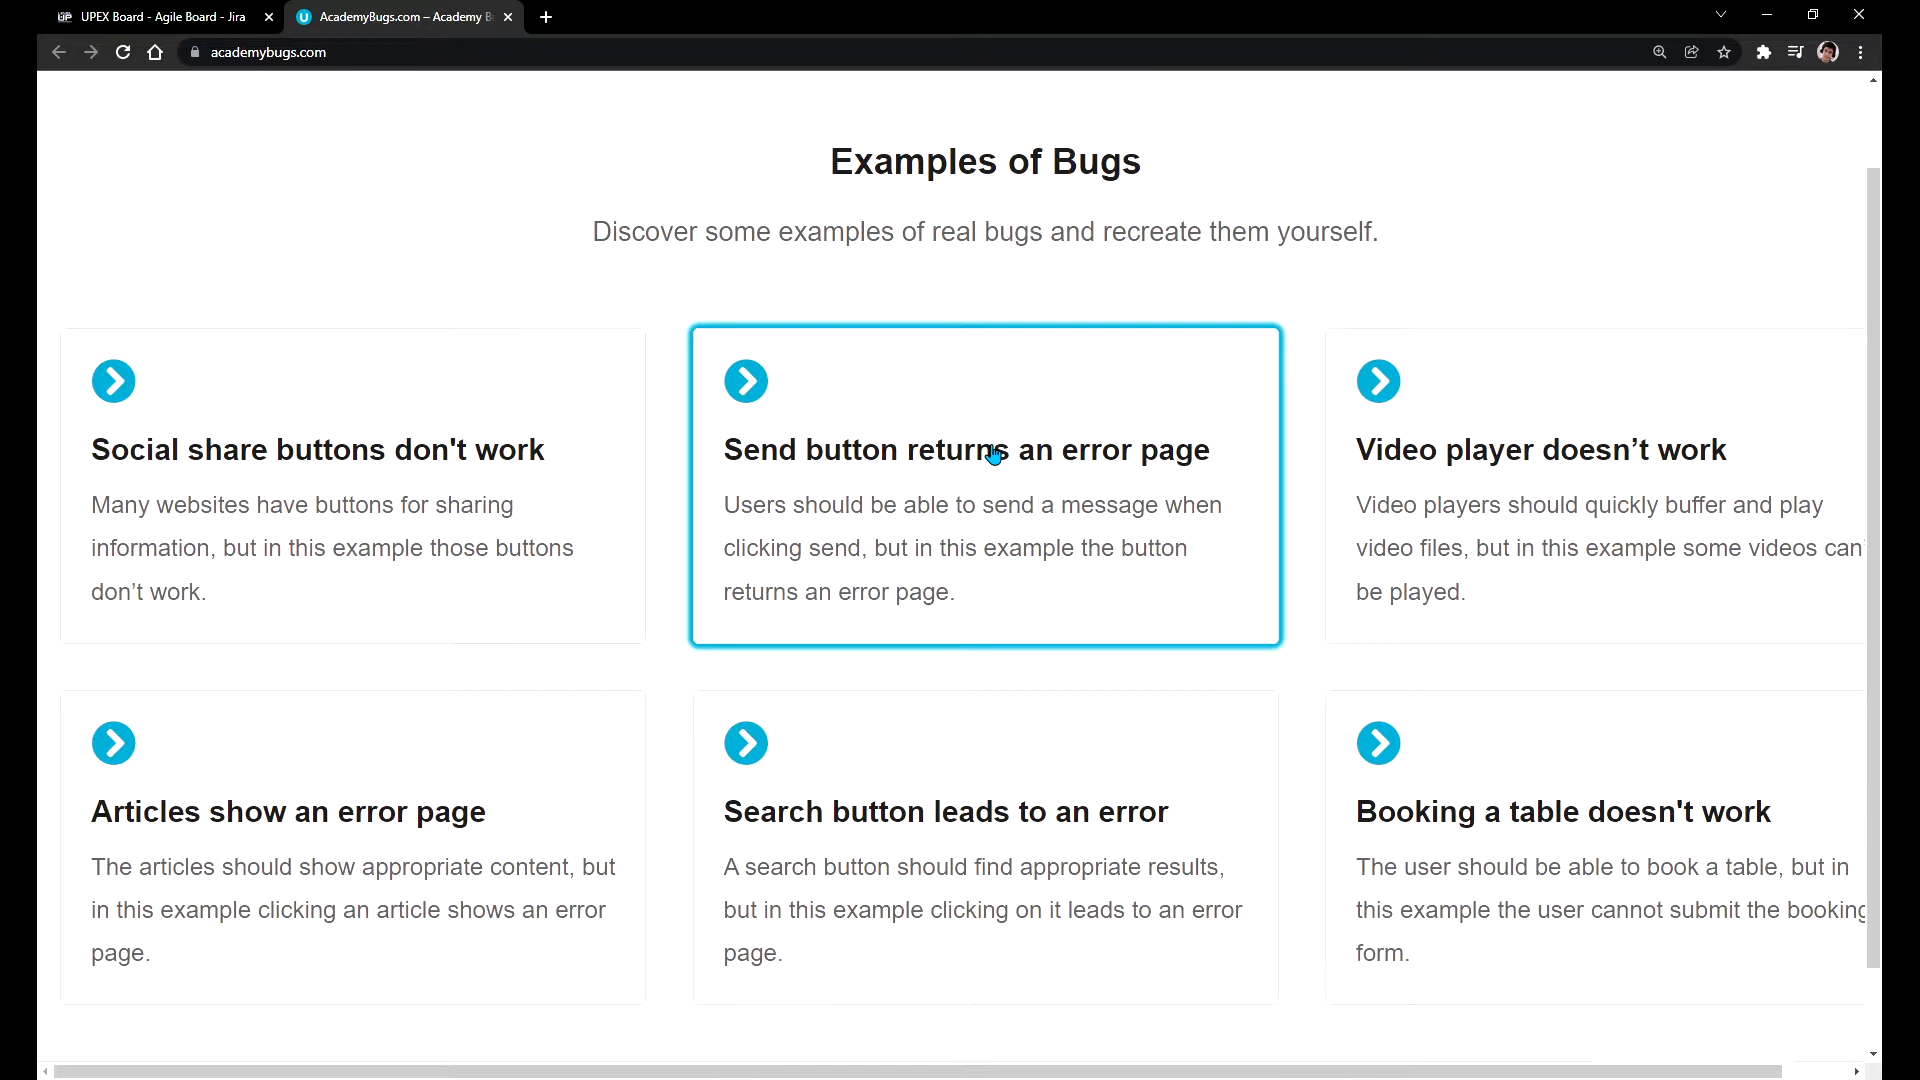 UPEX Board - Agile Board - Jira
AcademyBugs.com – Academy B
academybugs.com
Examples of Bugs
Discover some examples of real bugs and recreate them yourself.
Social share buttons don't work
Many websites have buttons for sharing
information, but in this example those buttons
don’t work.
Send button returns an error page
Users should be able to send a message when
clicking send, but in this example the button
returns an error page.
Video player doesn’t work
Video players should quickly buffer and play
video files, but in this example some videos can'
be played.
Articles show an error page
The articles should show appropriate content, but
in this example clicking an article shows an error
page.
Search button leads to an error
A search button should find appropriate results,
but in this example clicking on it leads to an error
page.
Booking a table doesn't work
The user should be able to book a table, but in
this example the user cannot submit the booking
form.